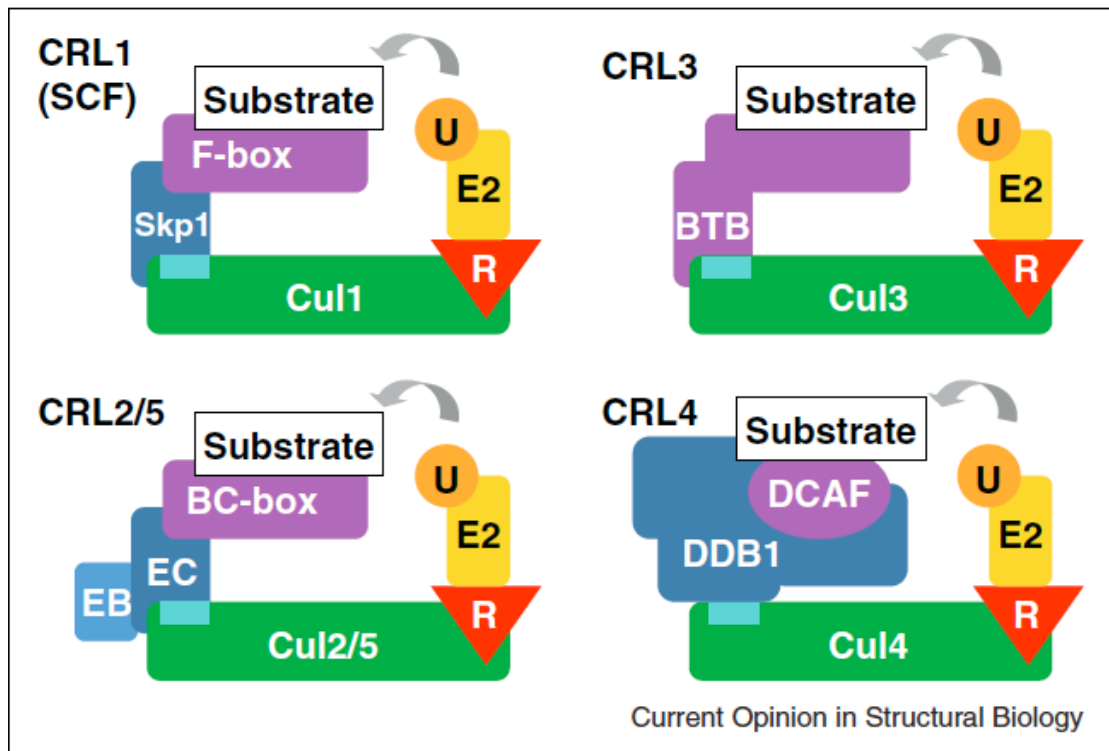 CRL1
(SCF)
Substrate
F-box
U
E2
Skp1
R
Cul1
CRL3
Substrate
U
E2
BTB
R
Cul3
CRL2/5
Substrate
BC-box
U
E2
EC
EB
R
Cul2/5
CRL4
Substrate
DCAF
U
E2
DDB1
R
Cul4
Current Opinion in Structural Biology